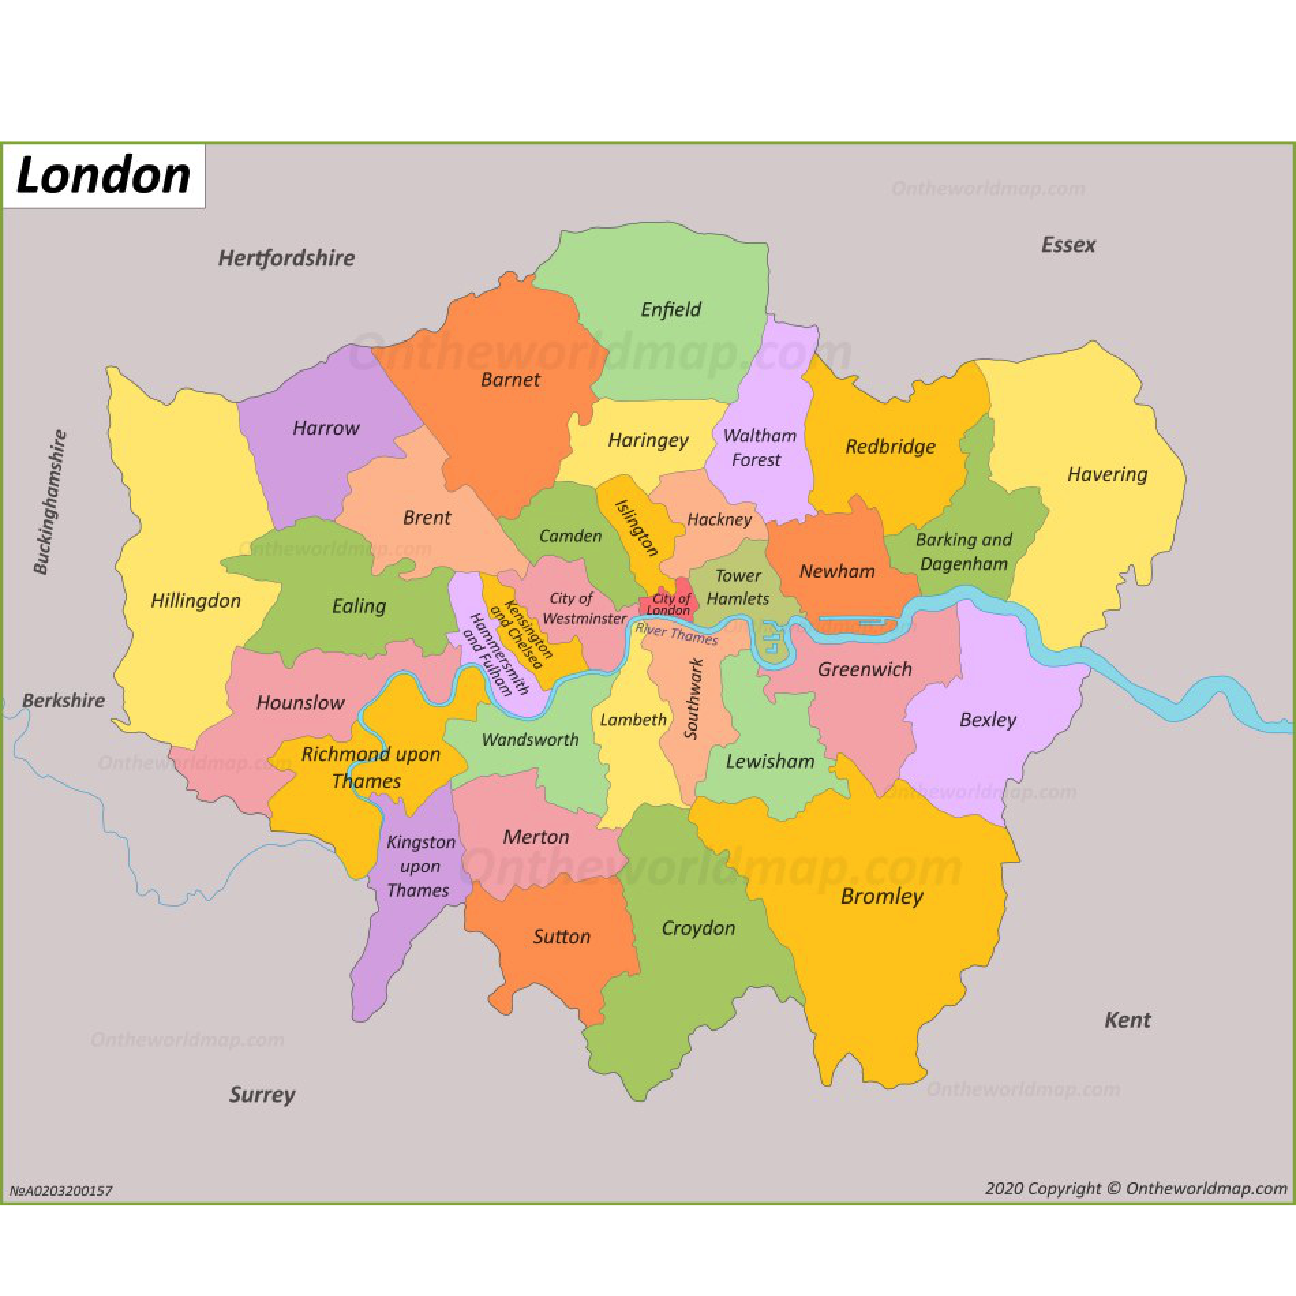 London
Ontheworldmap.com
Hertfordshire
Essex
Enfield
Ontheworldmap.com
Barnet
Harrow
Haringey
Waltham
Forest
Redbridge
Havering
Buckinghamshire
Brent
Islington
Hackney
Camden
Ontheworldmap.com
Barking and
Dagenham
Newham
Tower
Hamlets
Hillingdon
Ealing
City of
Westminster
City of
London
Kensington
and Chelsea
Hammersmith
and Fulham
River Thames
Greenwich
Berkshire
Hounslow
Southwark
Lambeth
Bexley
Wandsworth
Richmond upon
Thames
Lewisham
Ontheworldmap.com
Ontheworldmap.com
Kingston
upon
Thames
Merton
Ontheworldmap.com
Bromley
Sutton
Croydon
Kent
Ontheworldmap.com
Surrey
Ontheworldmap.com
№A0203200157
2020 Copyright © Ontheworldmap.com